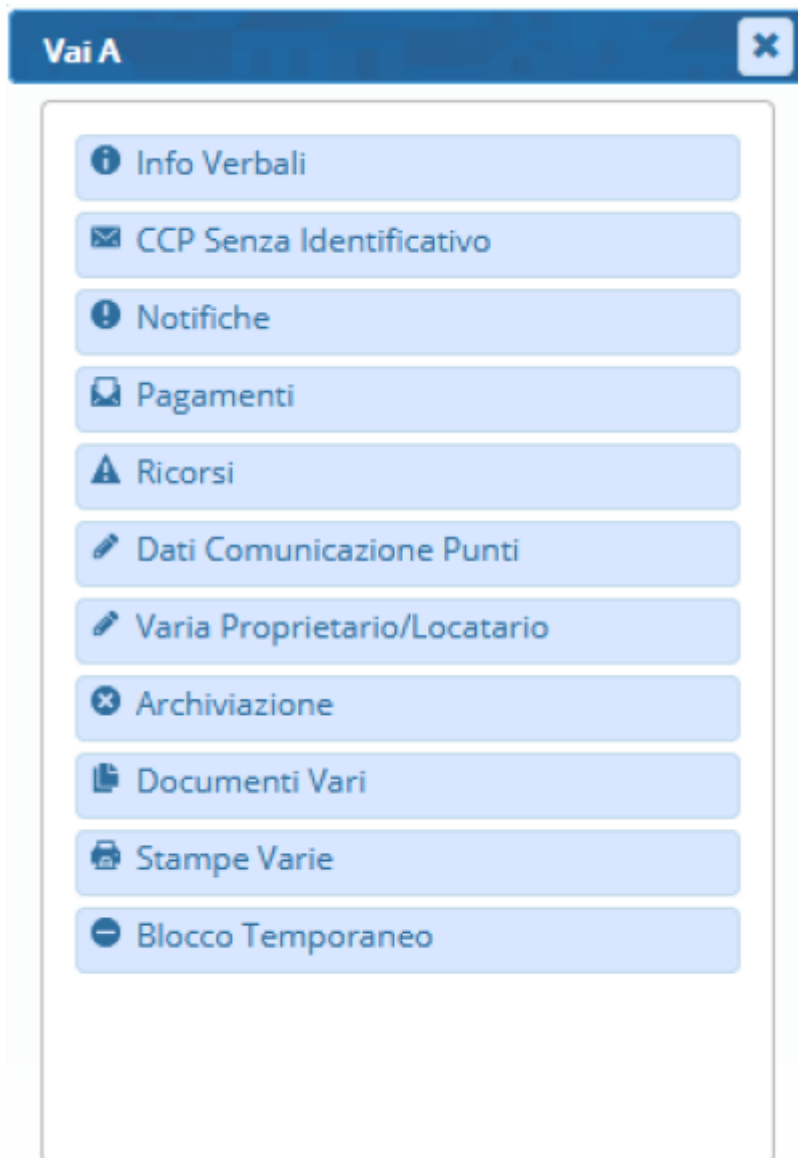 Vai A
Info Verbali
CCP Senza Identificativo
Notifiche
Pagamenti
Ricorsi
Dati Comunicazione Punti
Varia Proprietario/Locatario
Archiviazione
Documenti Vari
Stampe Varie
Blocco Temporaneo